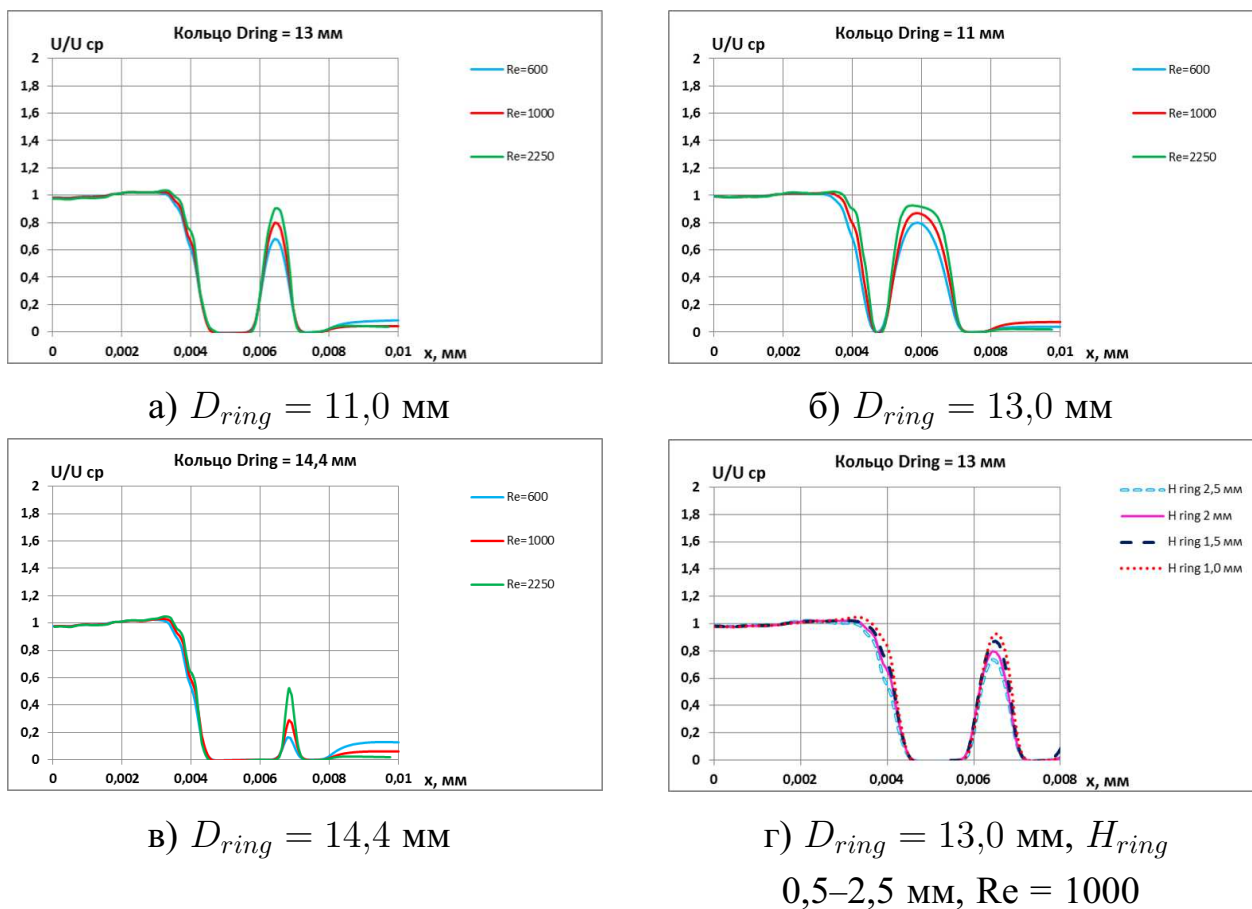 Кольцо Dring = 13 мм
U/U ср
2
1,8
1,6
1,4
1,2
1
0,8
0,6
0,4
0,2
0
0 0,002 0,004 0,006 0,008 0,01
x, мм
Re=600
Re=1000
Re=2250
а) D_ring = 11,0 мм
Кольцо Dring = 11 мм
U/U ср
2
1,8
1,6
1,4
1,2
1
0,8
0,6
0,4
0,2
0
0 0,002 0,004 0,006 0,008 0,01
x, мм
Re=600
Re=1000
Re=2250
б) D_ring = 13,0 мм
Кольцо Dring = 14,4 мм
U/U ср
2
1,8
1,6
1,4
1,2
1
0,8
0,6
0,4
0,2
0
0 0,002 0,004 0,006 0,008 0,01
x, мм
Re=600
Re=1000
Re=2250
в) D_ring = 14,4 мм
Кольцо Dring = 13 мм
U/U ср
2
1,8
1,6
1,4
1,2
1
0,8
0,6
0,4
0,2
0
0 0,002 0,004 0,006 0,008
x, мм
H ring 2,5 мм
H ring 2 мм
H ring 1,5 мм
H ring 1,0 мм
г) D_ring = 13,0 мм, H_ring
0,5–2,5 мм, Re = 1000